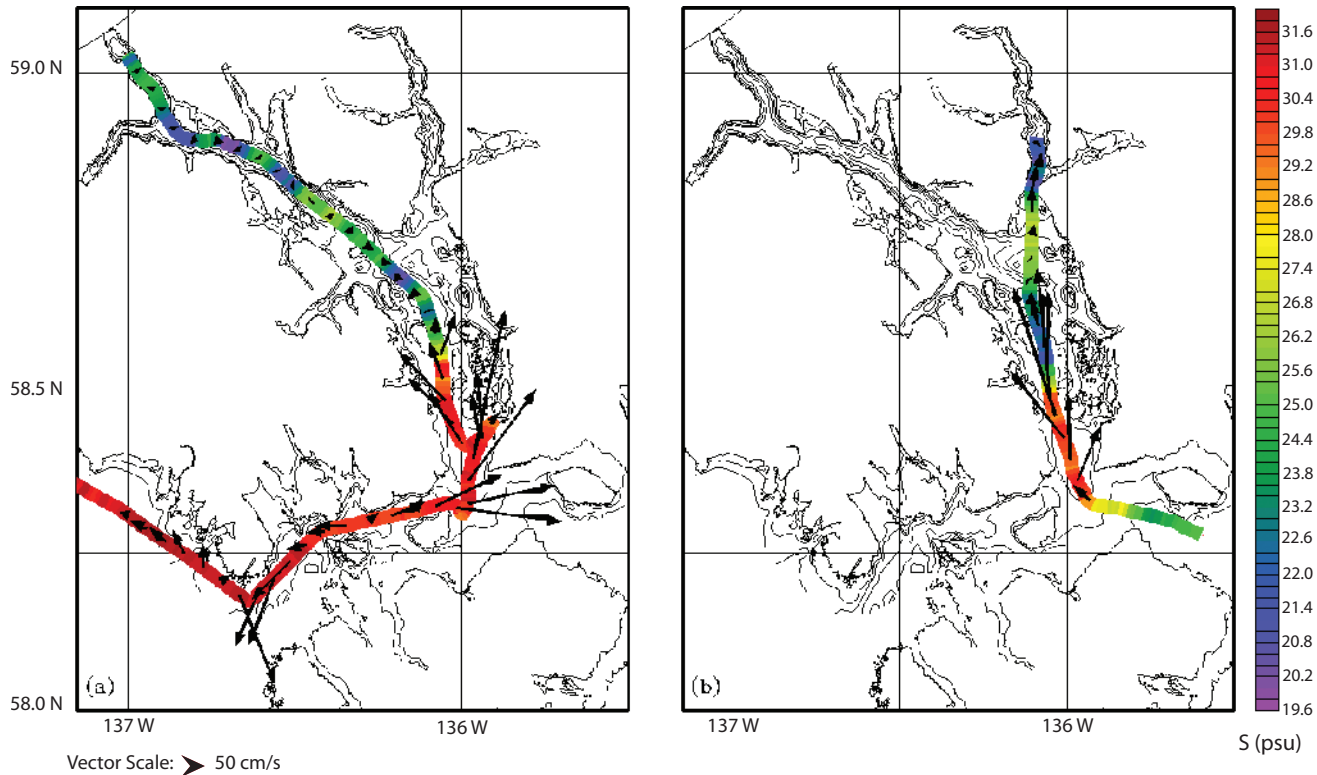 59.0 N
58.5 N
58.0 N
(a)
137 W
136 W
Vector Scale: 50 cm/s
(b)
137 W
136 W
31.6
31.0
30.4
29.8
29.2
28.6
28.0
27.4
26.8
26.2
25.6
25.0
24.4
23.8
23.2
22.6
22.0
21.4
20.8
20.2
19.6
S (psu)